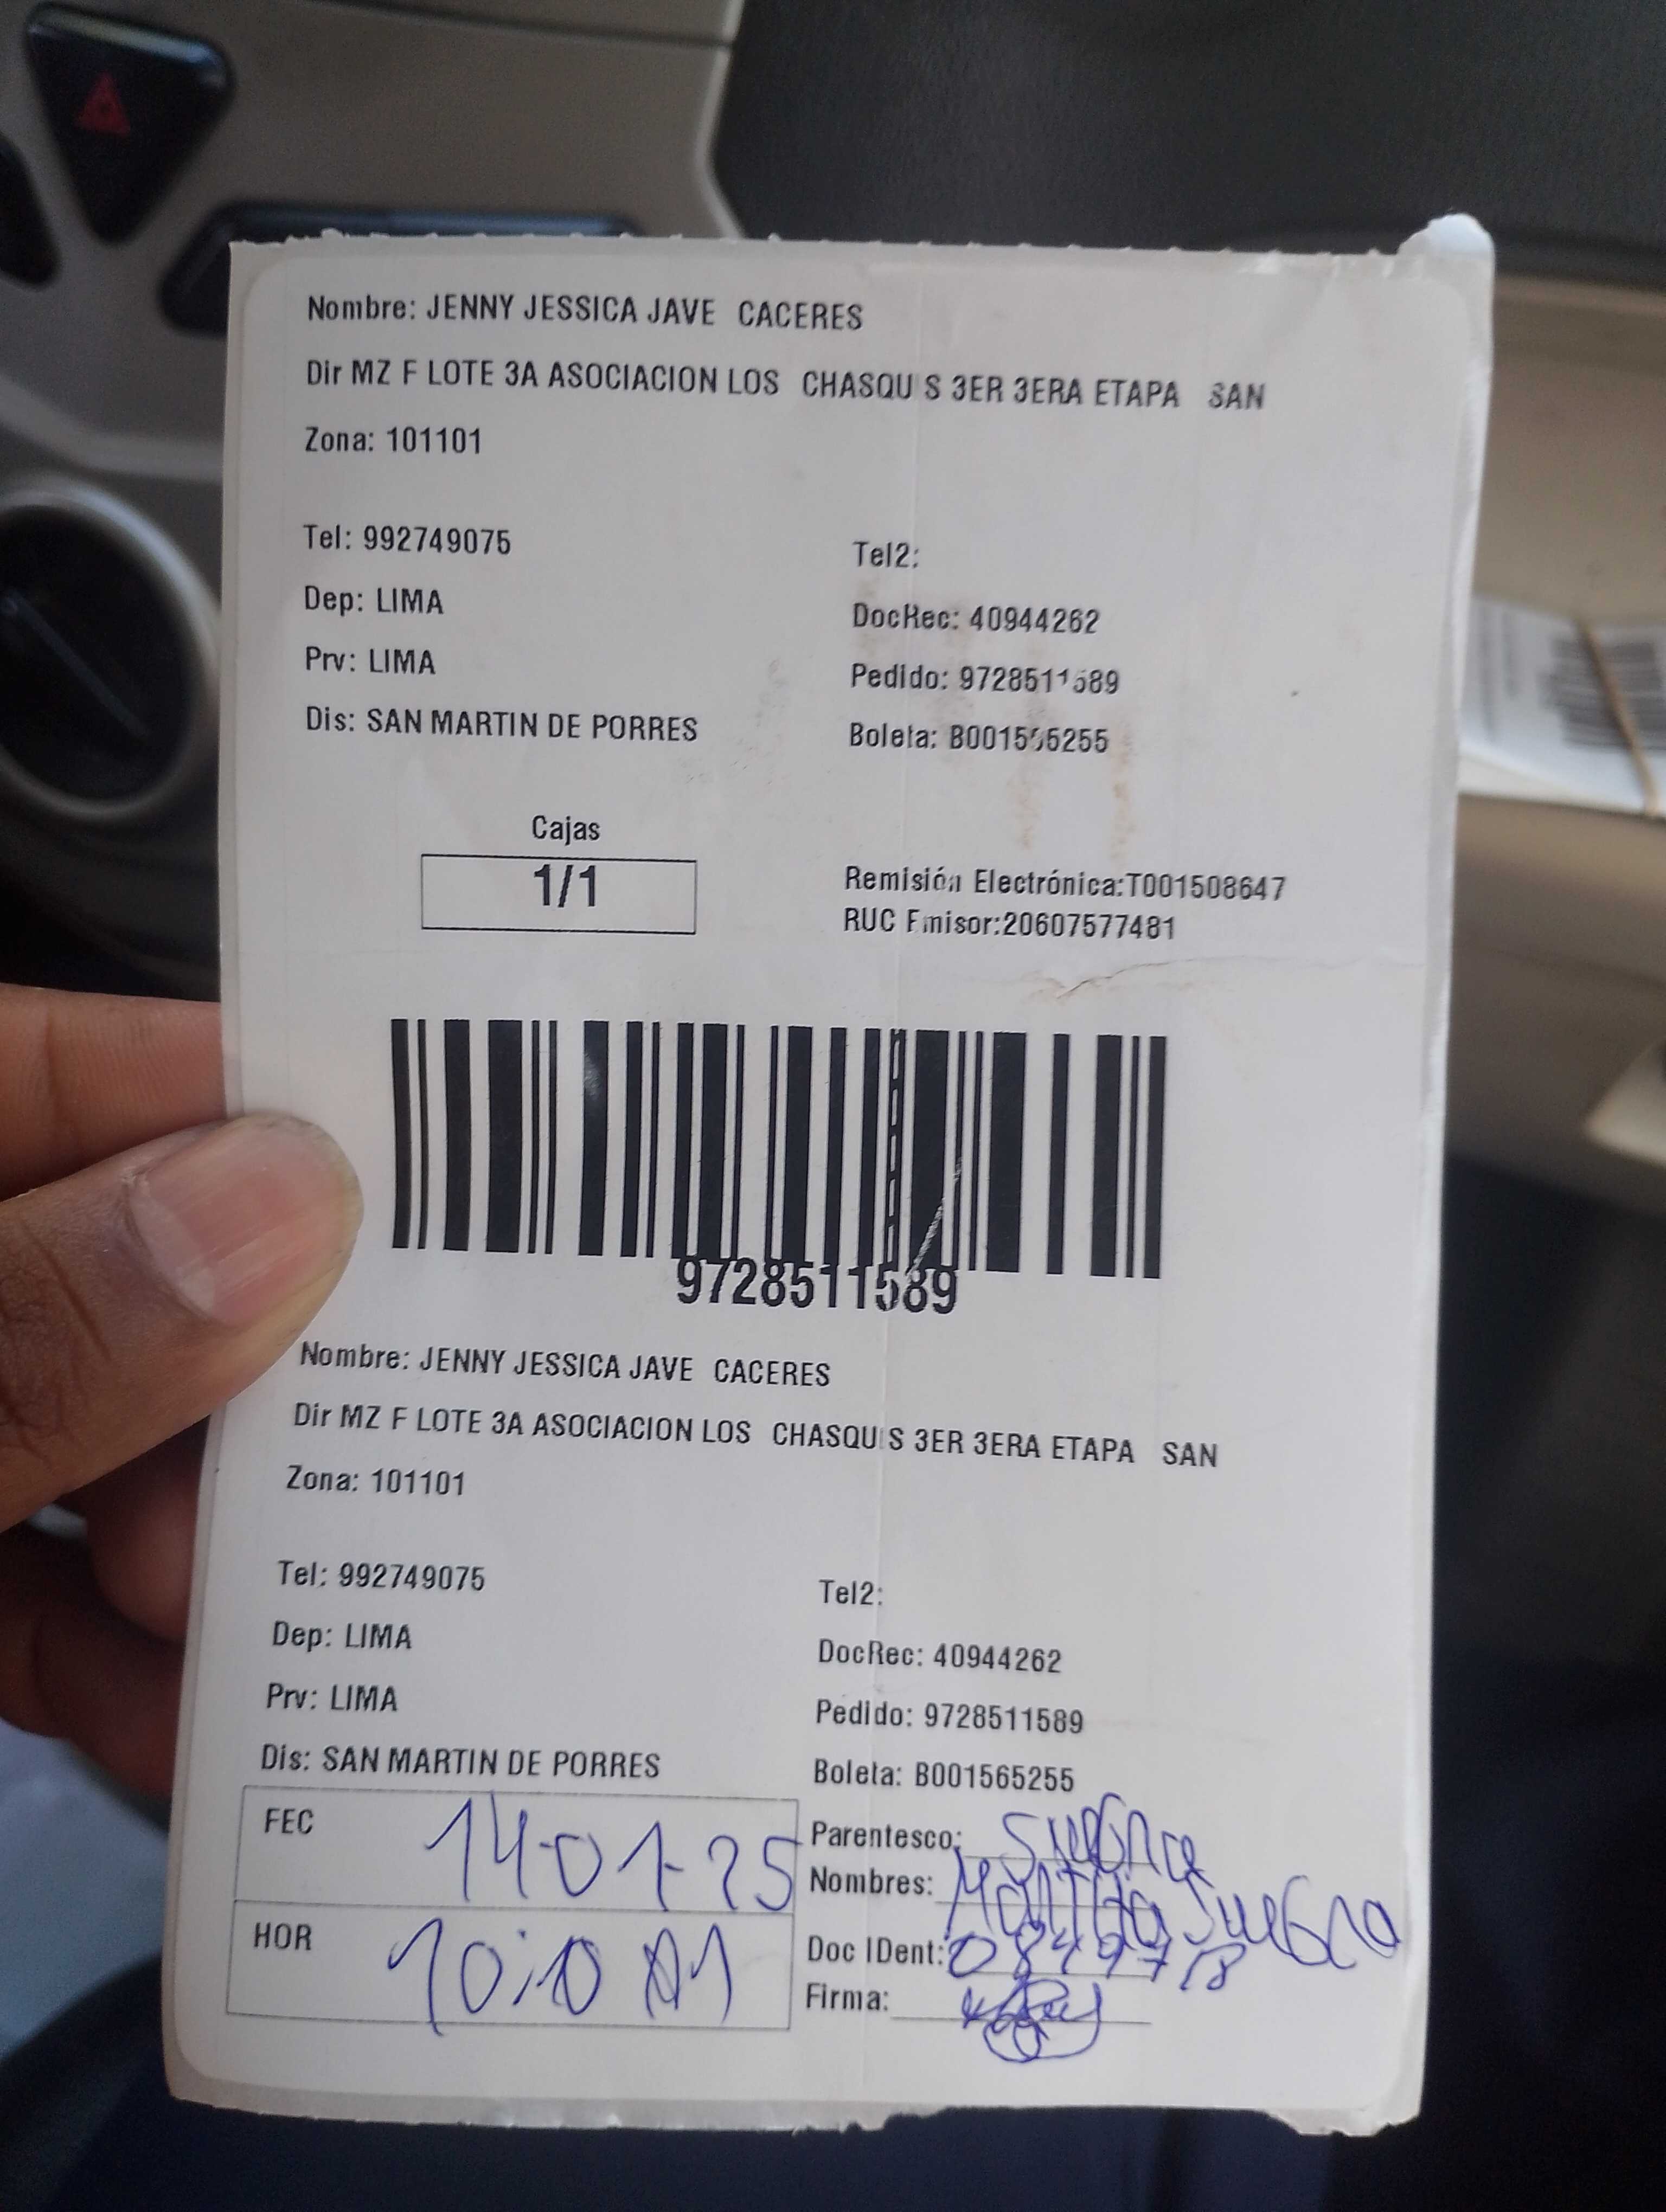 Nombre: JENNY JESSICA JAVE CACERES
Dir MZ F LOTE 3A ASOCIACION LOS CHASQUIS 3ER 3ERA ETAPA SAN
Zona: 101101
Tel: 992749075
Tel2:
Dep: LIMA
DocRec: 40944262
Prv: LIMA
Pedido: 9728511589
Dis: SAN MARTIN DE PORRES
Boleta: B001565255
Cajas
1/1
Remisión Electrónica:T001508647
RUC Emisor:20607577481
9728511589
Nombre: JENNY JESSICA JAVE CACERES
Dir MZ F LOTE 3A ASOCIACION LOS CHASQUIS 3ER 3ERA ETAPA SAN
Zona: 101101
Tel: 992749075
Tel2:
Dep: LIMA
DocRec: 40944262
Prv: LIMA
Pedido: 9728511589
Dis: SAN MARTIN DE PORRES
Boleta: B001565255
FEC 14-01-25
Parentesco: Suegra
Nombres:
HOR
Doc IDent:
Firma: